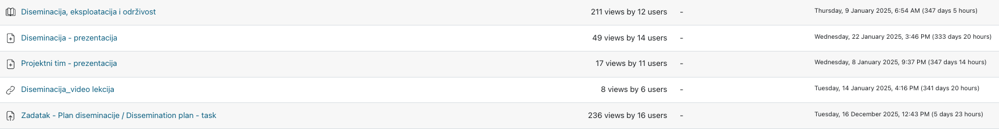 Diseminacija, eksploatacija i održivost 211 views by 12 users - Thursday, 9 January 2025, 6:54 AM (347 days 5 hours)
Diseminacija - prezentacija 49 views by 14 users - Wednesday, 22 January 2025, 3:46 PM (333 days 20 hours)
Projektni tim - prezentacija 17 views by 11 users - Wednesday, 8 January 2025, 9:37 PM (347 days 14 hours)
Diseminacija_video lekcija 8 views by 6 users - Tuesday, 14 January 2025, 4:16 PM (341 days 20 hours)
Zadatak - Plan diseminacije / Dissemination plan - task 236 views by 16 users - Tuesday, 16 December 2025, 12:43 PM (5 days 23 hours)